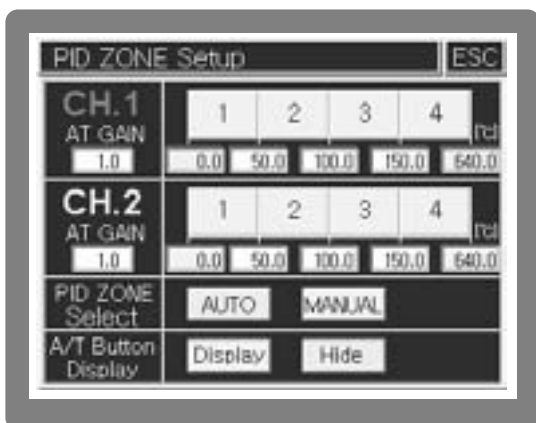 PID ZONE Setup ESC
CH.1
AT GAIN
1.0
1 2 3 4
[℃]
0.0 50.0 100.0 150.0 640.0
CH.2
AT GAIN
1.0
1 2 3 4
[℃]
0.0 50.0 100.0 150.0 640.0
PID ZONE
Select
AUTO MANUAL
A/T Button
Display
Display Hide